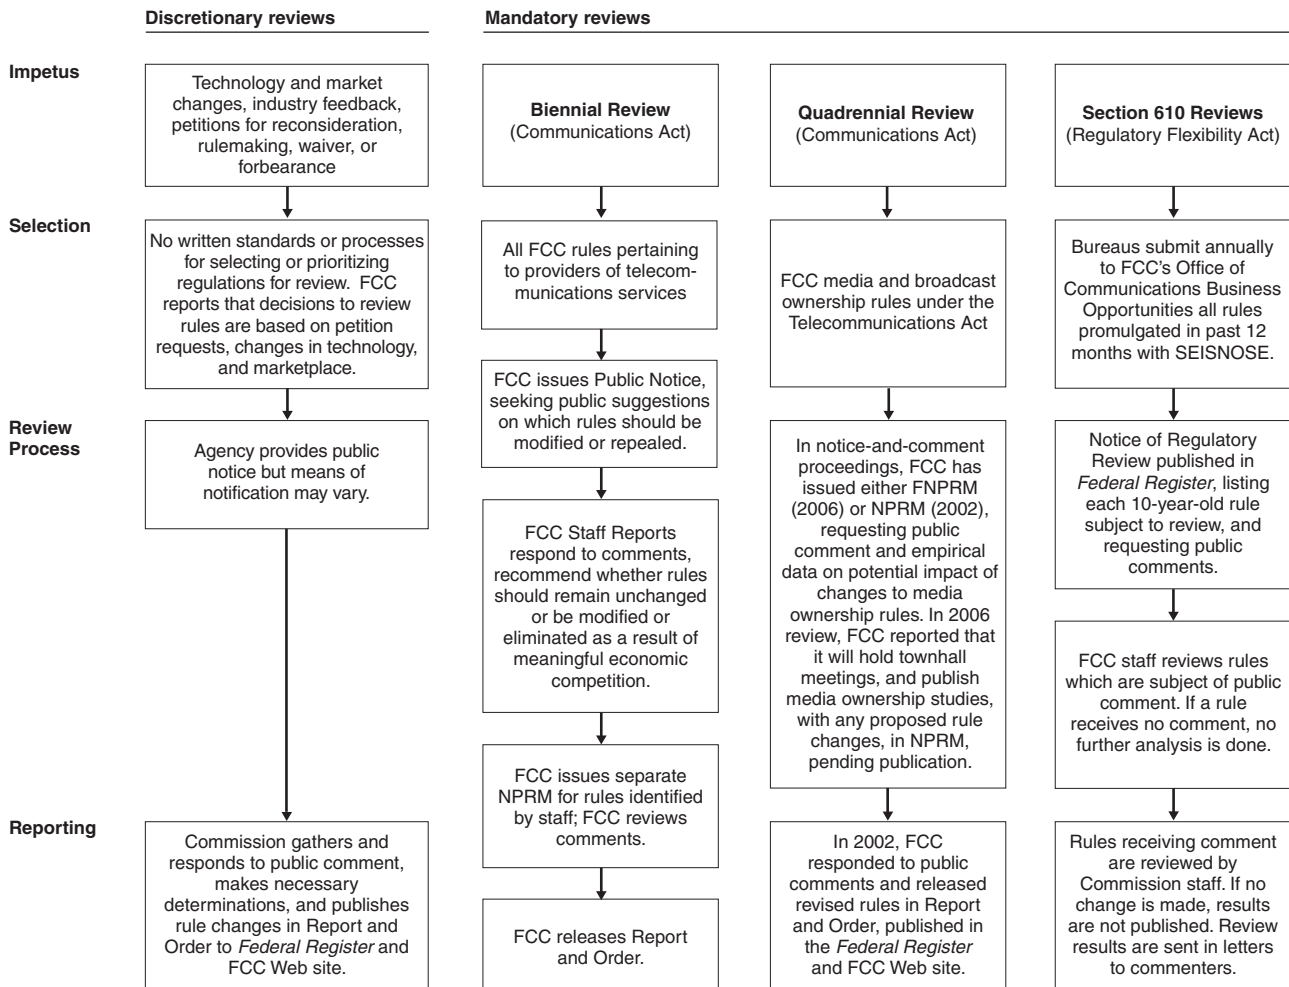 Discretionary reviews
Mandatory reviews
Impetus
Technology and market
changes, industry feedback,
petitions for reconsideration,
rulemaking, waiver, or
forbearance
Biennial Review
(Communications Act)
Quadrennial Review
(Communications Act)
Section 610 Reviews
(Regulatory Flexibility Act)
Selection
No written standards or processes
for selecting or prioritizing
regulations for review. FCC
reports that decisions to review
rules are based on petition
requests, changes in technology,
and marketplace.
All FCC rules pertaining
to providers of telecom-
munications services
FCC media and broadcast
ownership rules under the
Telecommunications Act
Bureaus submit annually
to FCC's Office of
Communications Business
Opportunities all rules
promulgated in past 12
months with SEISNOSE.
FCC issues Public Notice,
seeking public suggestions
on which rules should be
modified or repealed.
Review
Process
Agency provides public
notice but means of
notification may vary.
FCC Staff Reports
respond to comments,
recommend whether rules
should remain unchanged
or be modified or
eliminated as a result of
meaningful economic
competition.
In notice-and-comment
proceedings, FCC has
issued either FNPRM
(2006) or NPRM (2002),
requesting public
comment and empirical
data on potential impact of
changes to media
ownership rules. In 2006
review, FCC reported that
it will hold townhall
meetings, and publish
media ownership studies,
with any proposed rule
changes, in NPRM,
pending publication.
Notice of Regulatory
Review published in
Federal Register, listing
each 10-year-old rule
subject to review, and
requesting public
comments.
FCC staff reviews rules
which are subject of public
comment. If a rule
receives no comment, no
further analysis is done.
FCC issues separate
NPRM for rules identified
by staff; FCC reviews
comments.
Reporting
Commission gathers and
responds to public comment,
makes necessary
determinations, and publishes
rule changes in Report and
Order to Federal Register and
FCC Web site.
FCC releases Report
and Order.
In 2002, FCC
responded to public
comments and released
revised rules in Report
and Order, published in
the Federal Register
and FCC Web site.
Rules receiving comment
are reviewed by
Commission staff. If no
change is made, results
are not published. Review
results are sent in letters
to commenters.